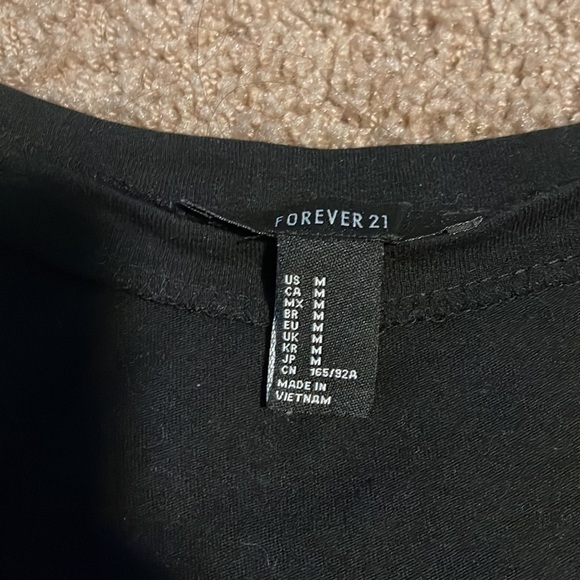 FOREVER 21
US M
CA M
MX M
BR M
EU M
UK M
KR M
JP M
CN 165/92A
MADE IN
VIETNAM